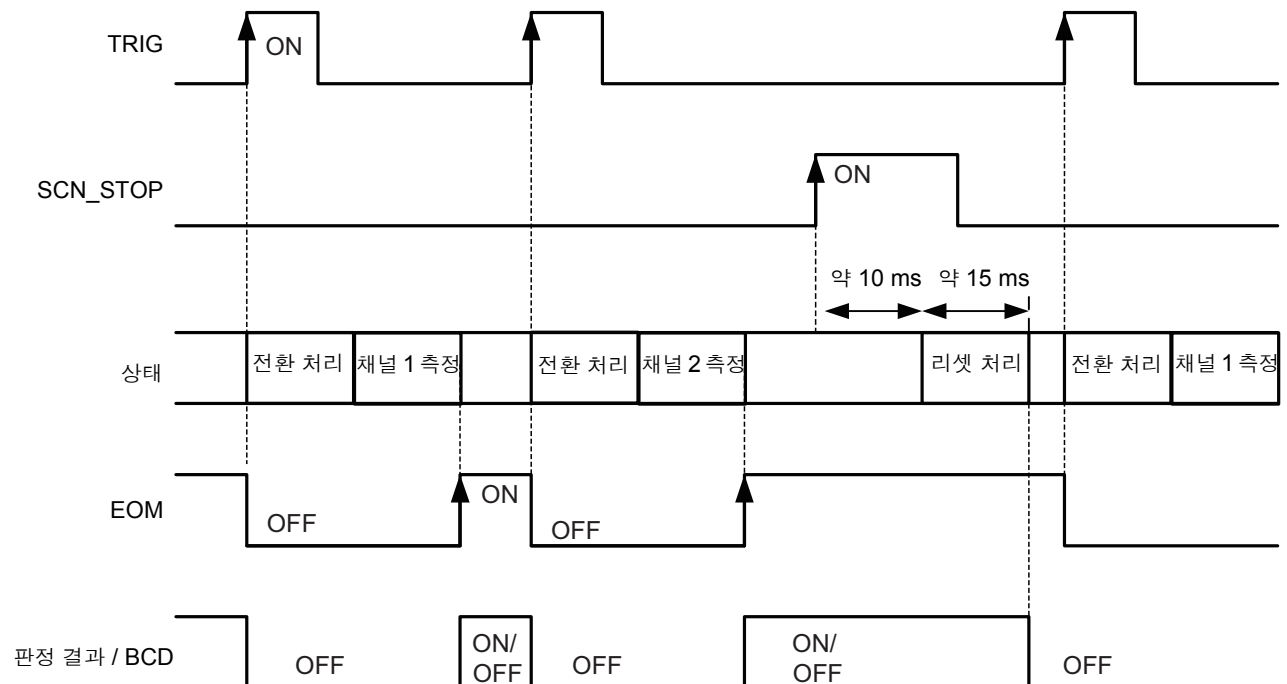 TRIG
ON
SCN_STOP
ON
약 10 ms 약 15 ms
상태
전환 처리 채널 1 측정 전환 처리 채널 2 측정 리셋 처리 전환 처리 채널 1 측정
EOM
OFF ON OFF
판정 결과 / BCD
OFF ON/
OFF OFF ON/
OFF OFF